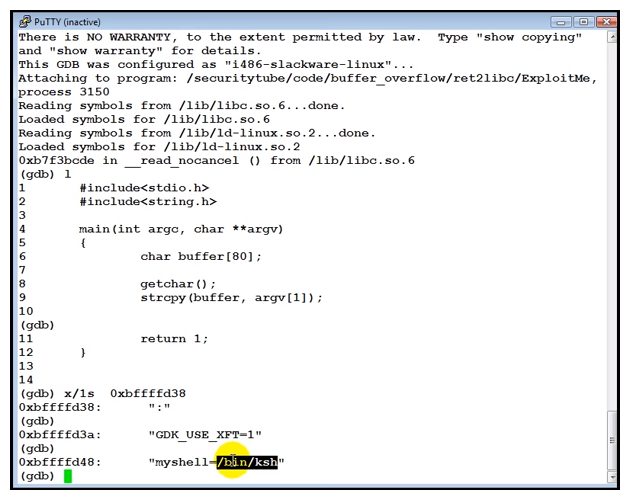 PuTTY (inactive)
There is NO WARRANTY, to the extent permitted by law.  Type "show copying"
and "show warranty" for details.
This GDB was configured as "i486-slackware-linux"...
Attaching to program: /securitytube/code/buffer_overflow/ret2libc/ExploitMe,
process 3150
Reading symbols from /lib/libc.so.6...done.
Loaded symbols for /lib/libc.so.6
Reading symbols from /lib/ld-linux.so.2...done.
Loaded symbols for /lib/ld-linux.so.2
0xb7f3bcde in __read_nocancel () from /lib/libc.so.6
(gdb) l
1       #include<stdio.h>
2       #include<string.h>
3
4       main(int argc, char **argv)
5       {
6               char buffer[80];
7
8               getchar();
9               strcpy(buffer, argv[1]);
10
(gdb)
11              return 1;
12      }
13
14
(gdb) x/1s  0xbffffd38
0xbffffd38:      ":"
(gdb)
0xbffffd3a:      "GDK_USE_XFT=1"
(gdb)
0xbffffd48:      "myshell=/bin/ksh"
(gdb)